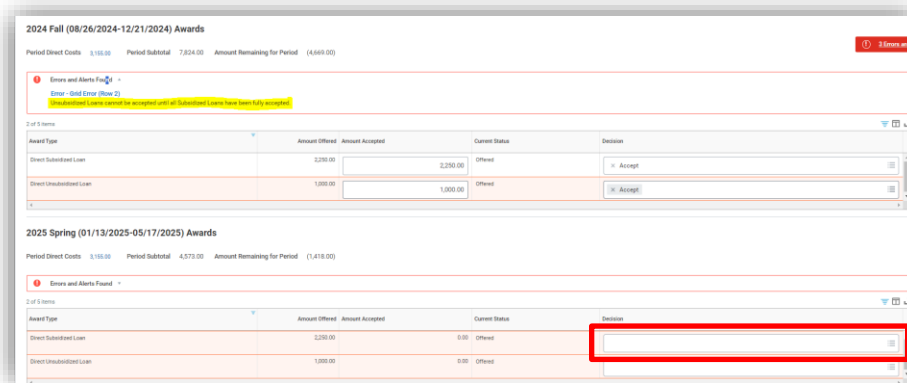 2024 Fall (08/26/2024-12/21/2024) Awards
Period Direct Costs 3,155.00 Period Subtotal 7,824.00 Amount Remaining for Period (4,669.00)
3 Errors an
Errors and Alerts Found
Error - Grid Error (Row 2)
Unsubsidized Loans cannot be accepted until all Subsidized Loans have been fully accepted.
2 of 5 items
Award Type Amount Offered Amount Accepted Current Status Decision
Direct Subsidized Loan 2,250.00 2,250.00 Offered × Accept
Direct Unsubsidized Loan 1,000.00 1,000.00 Offered × Accept
2025 Spring (01/13/2025-05/17/2025) Awards
Period Direct Costs 3,155.00 Period Subtotal 4,573.00 Amount Remaining for Period (1,418.00)
Errors and Alerts Found
2 of 5 items
Award Type Amount Offered Amount Accepted Current Status Decision
Direct Subsidized Loan 2,250.00 0.00 Offered
Direct Unsubsidized Loan 1,000.00 0.00 Offered